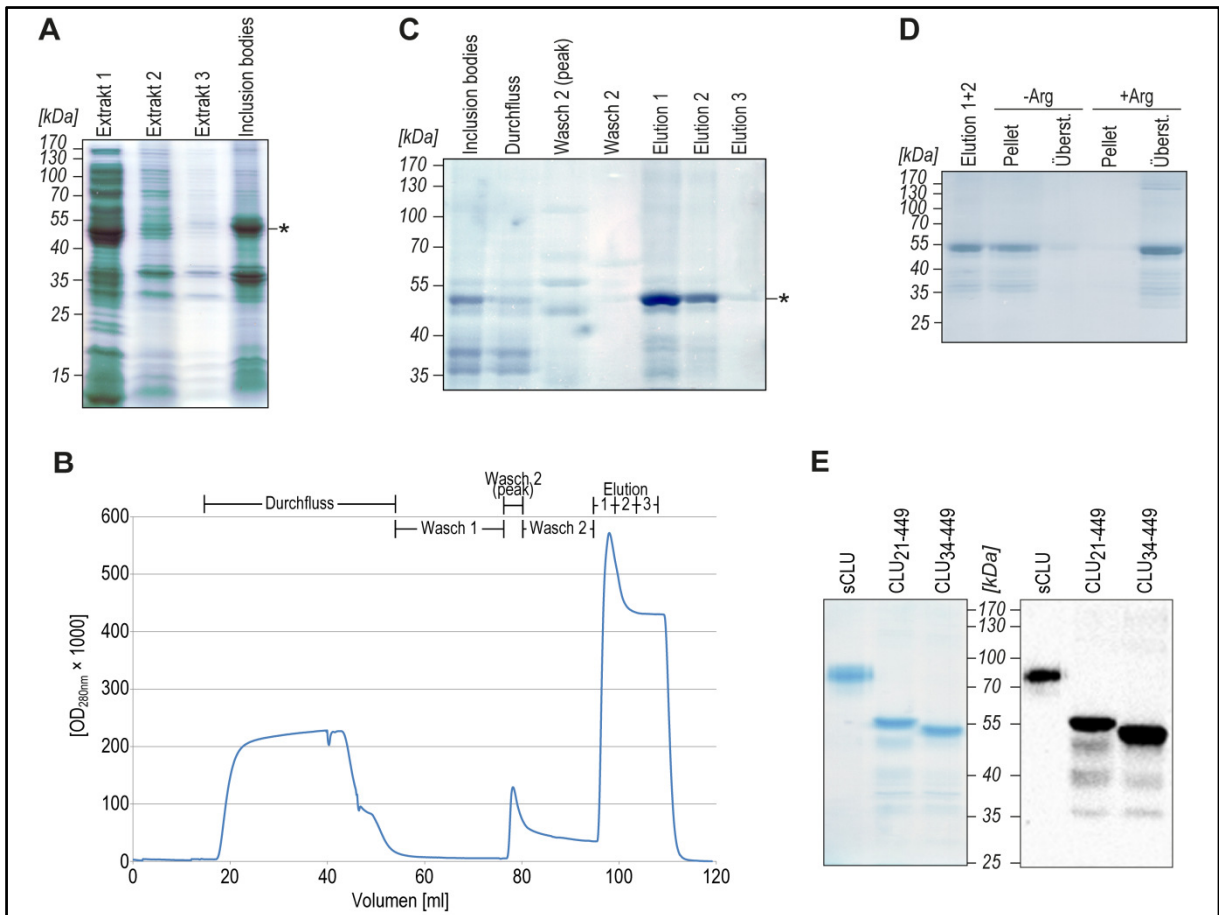 A
[kDa]
Extrakt 1
Extrakt 2
Extrakt 3
Inclusion bodies
170
130
100
70
55
40
35
25
15
*
C
[kDa]
Inclusion bodies
Durchfluss
Wasch 2 (peak)
Wasch 2
Elution 1
Elution 2
Elution 3
170
130
100
70
55
40
35
*
D
[kDa]
Elution 1+2
-Arg
+Arg
Pellet
Überst.
Pellet
Überst.
170
130
100
70
55
40
35
25
B
Durchfluss
Wasch 1
Wasch 2
(peak)
Wasch 2
Elution
1 2 3
600
500
400
300
200
100
0
[OD280nm × 1000]
0 20 40 60 80 100 120
Volumen [ml]
E
sCLU
CLU21-449
CLU34-449
[kDa]
sCLU
CLU21-449
CLU34-449
170
130
100
70
55
40
35
25